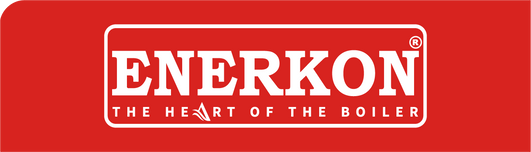 ENERKON®
THE HEART OF THE BOILER